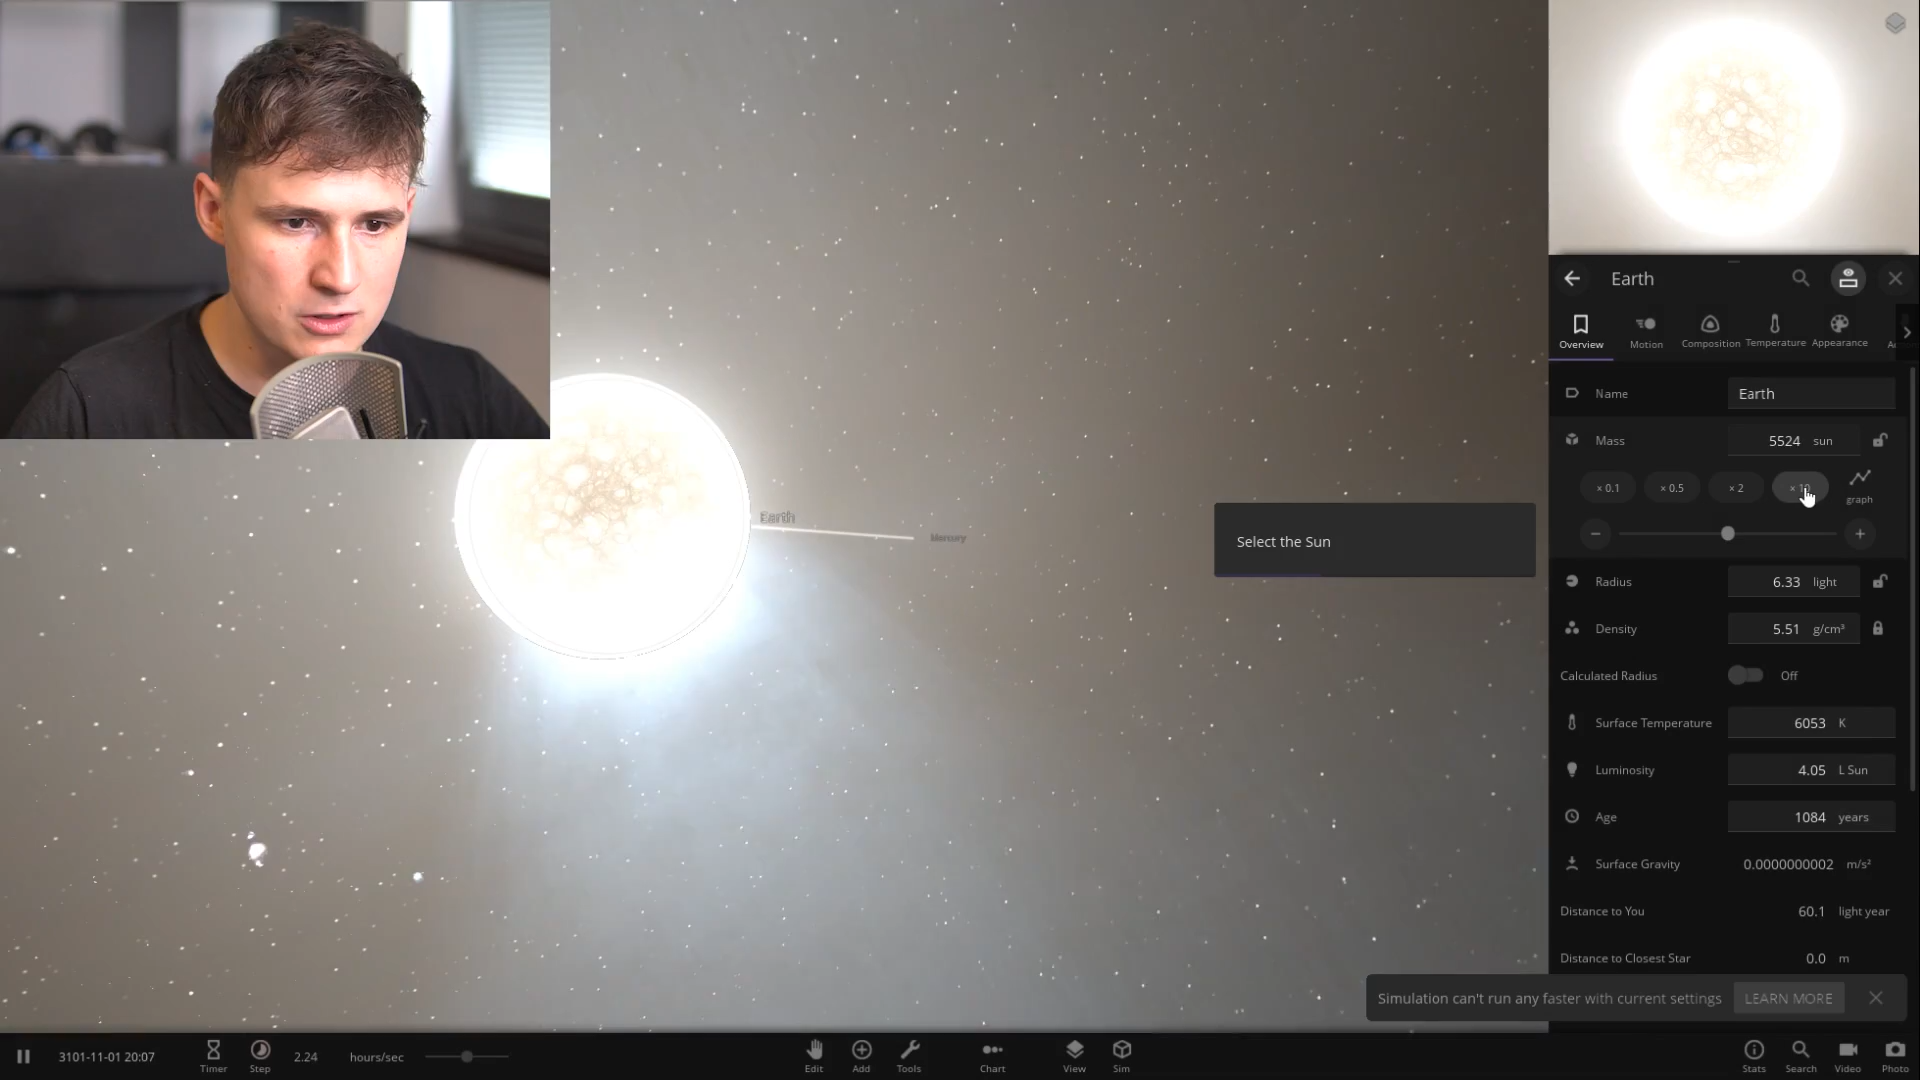 Earth
Overview
Motion
Composition
Temperature
Appearance
Name
Earth
Mass
5524 sun
× 0.1
× 0.5
× 2
graph
Earth
Mercury
Select the Sun
Radius
6.33 light
Density
5.51 g/cm³
Calculated Radius
Off
Surface Temperature
6053 K
Luminosity
4.05 L Sun
Age
1084 years
Surface Gravity
0.0000000002 m/s²
Distance to You
60.1 light year
Distance to Closest Star
0.0 m
Simulation can't run any faster with current settings
LEARN MORE
3101-11-01 20:07
Timer
Step
2.24 hours/sec
Edit
Add
Tools
Chart
View
Sim
Stats
Search
Video
Photo